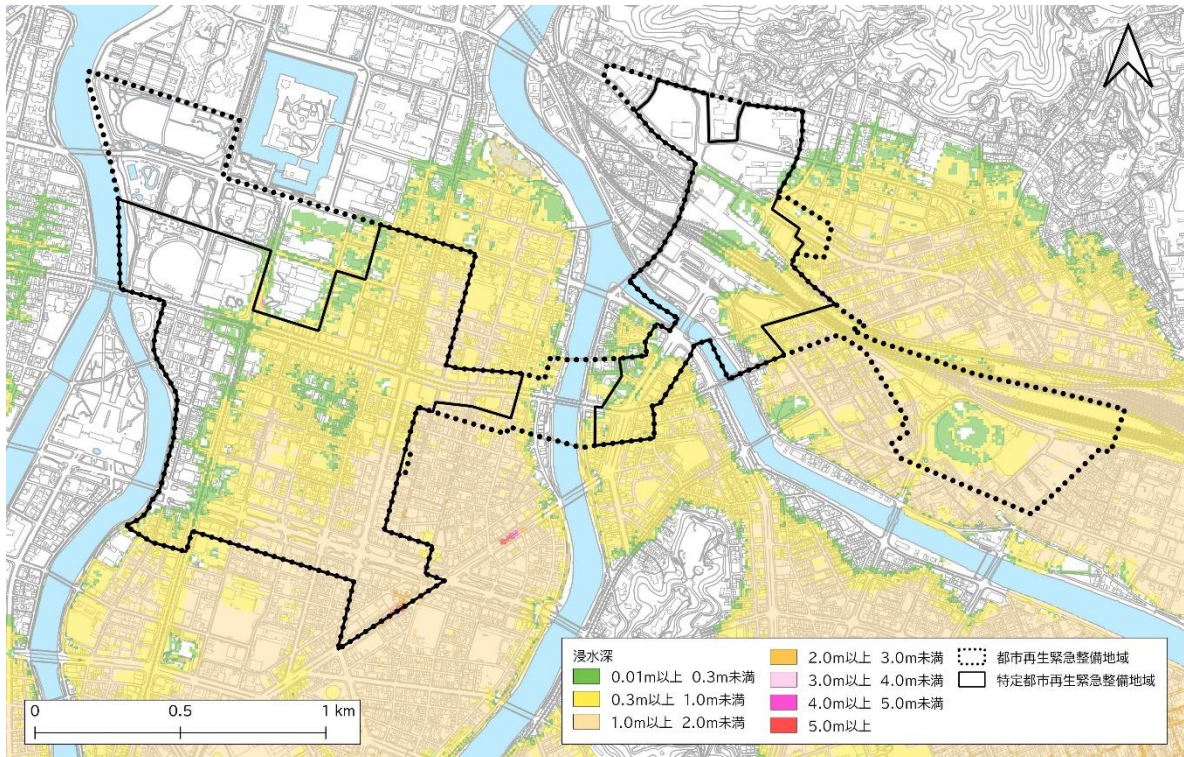 浸水深
0.01m以上 0.3m未満
0.3m以上 1.0m未満
1.0m以上 2.0m未満
2.0m以上 3.0m未満
3.0m以上 4.0m未満
4.0m以上 5.0m未満
5.0m以上
都市再生緊急整備地域
特定都市再生緊急整備地域
0 0.5 1 km